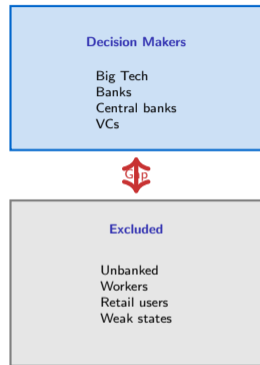 Decision Makers
Big Tech
Banks
Central banks
VCs
Gap
Excluded
Unbanked
Workers
Retail users
Weak states